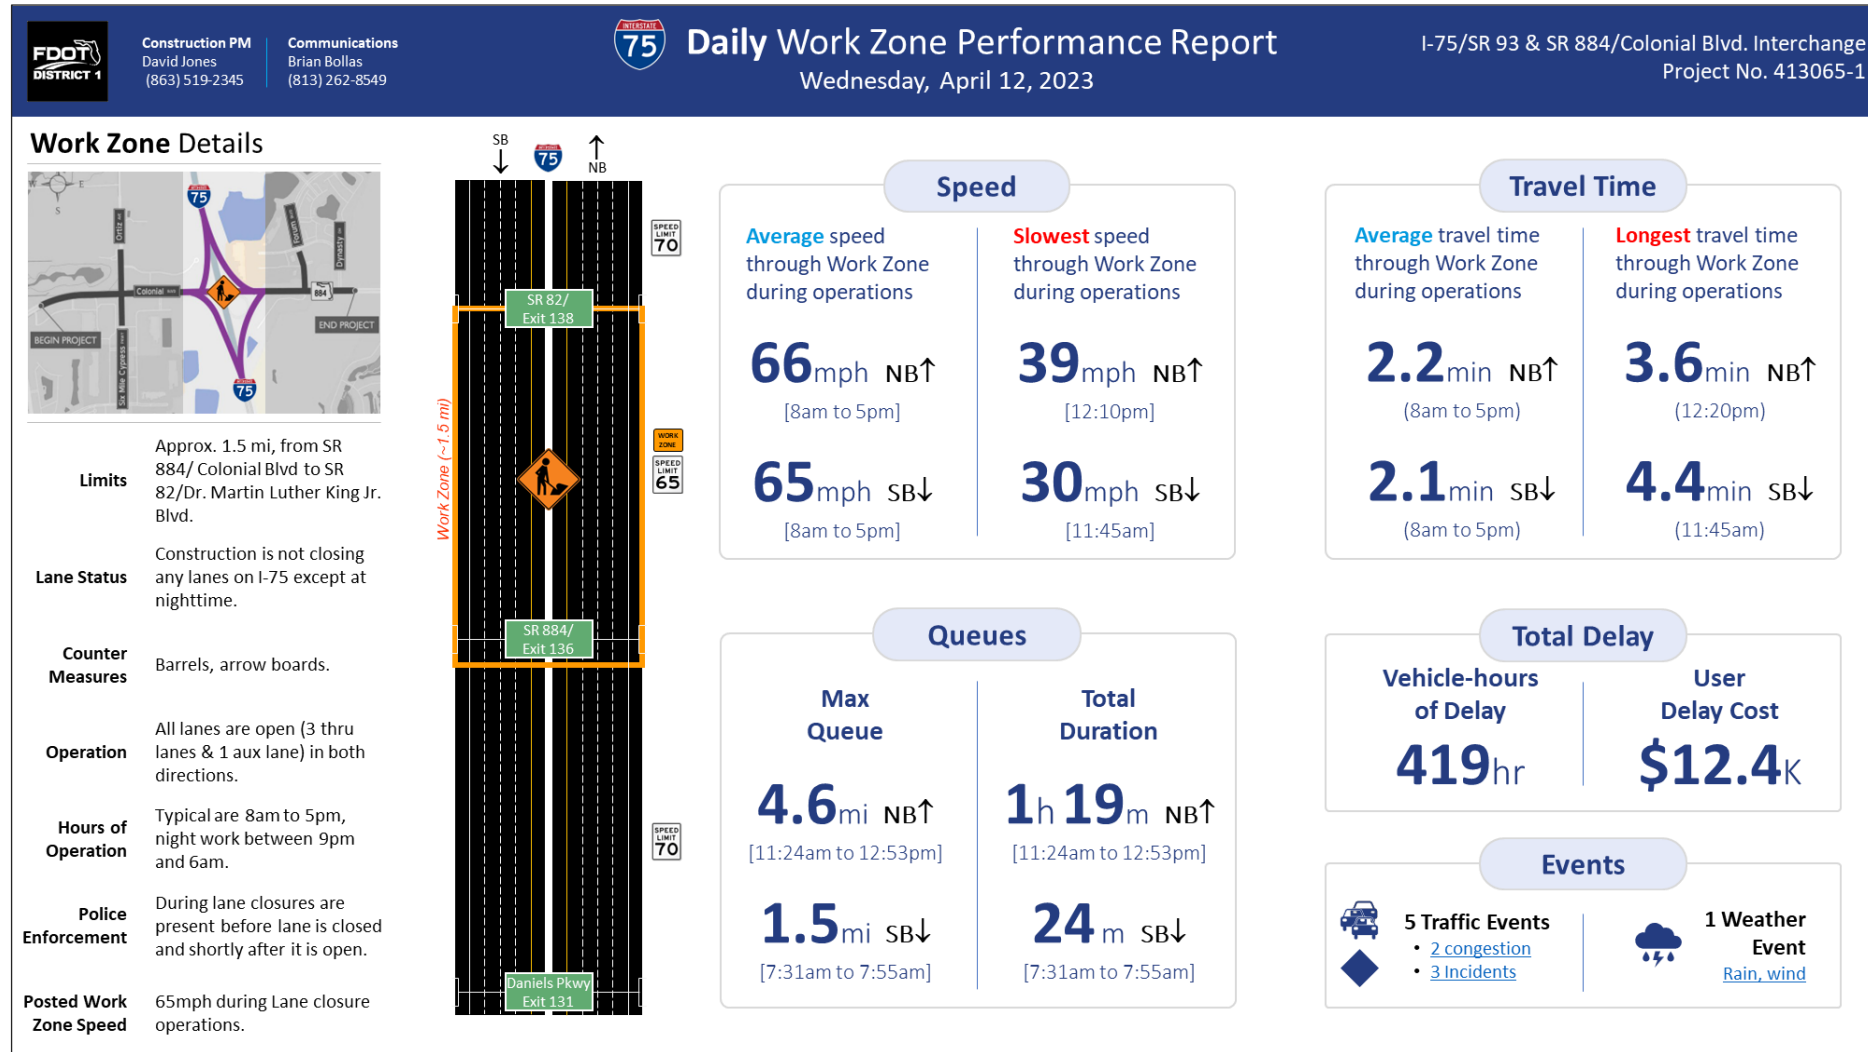 FDOT
DISTRICT 1
Construction PM
David Jones
(863) 519-2345
Communications
Brian Bollas
(813) 262-8549
INTERSTATE
75
Daily Work Zone Performance Report
Wednesday, April 12, 2023
I-75/SR 93 & SR 884/Colonial Blvd. Interchange
Project No. 413065-1
Work Zone Details
W E
S
75
Ortiz Ave
Forum Blvd
Dynasty
Colonial Blvd
884
BEGIN PROJECT
END PROJECT
Six Mile Cypress
75
Limits
Approx. 1.5 mi, from SR
884/ Colonial Blvd to SR
82/Dr. Martin Luther King Jr.
Blvd.
Lane Status
Construction is not closing
any lanes on I-75 except at
nighttime.
Counter
Measures
Barrels, arrow boards.
Operation
All lanes are open (3 thru
lanes & 1 aux lane) in both
directions.
Hours of
Operation
Typical are 8am to 5pm,
night work between 9pm
and 6am.
Police
Enforcement
During lane closures are
present before lane is closed
and shortly after it is open.
Posted Work
Zone Speed
65mph during Lane closure
operations.
SB
75
NB
SPEED
LIMIT
70
SR 82/
Exit 138
Work Zone (~1.5 mi)
WORK
ZONE
SPEED
LIMIT
65
SR 884/
Exit 136
SPEED
LIMIT
70
Daniels Pkwy
Exit 131
Speed
Average speed
through Work Zone
during operations
66mph NB↑
[8am to 5pm]
65mph SB↓
[8am to 5pm]
Slowest speed
through Work Zone
during operations
39mph NB↑
[12:10pm]
30mph SB↓
[11:45am]
Travel Time
Average travel time
through Work Zone
during operations
2.2min NB↑
(8am to 5pm)
2.1min SB↓
(8am to 5pm)
Longest travel time
through Work Zone
during operations
3.6min NB↑
(12:20pm)
4.4min SB↓
(11:45am)
Queues
Max
Queue
4.6mi NB↑
[11:24am to 12:53pm]
1.5mi SB↓
[7:31am to 7:55am]
Total
Duration
1h 19m NB↑
[11:24am to 12:53pm]
24 m SB↓
[7:31am to 7:55am]
Total Delay
Vehicle-hours
of Delay
419hr
User
Delay Cost
$12.4K
Events
5 Traffic Events
• 2 congestion
• 3 Incidents
1 Weather
Event
Rain, wind